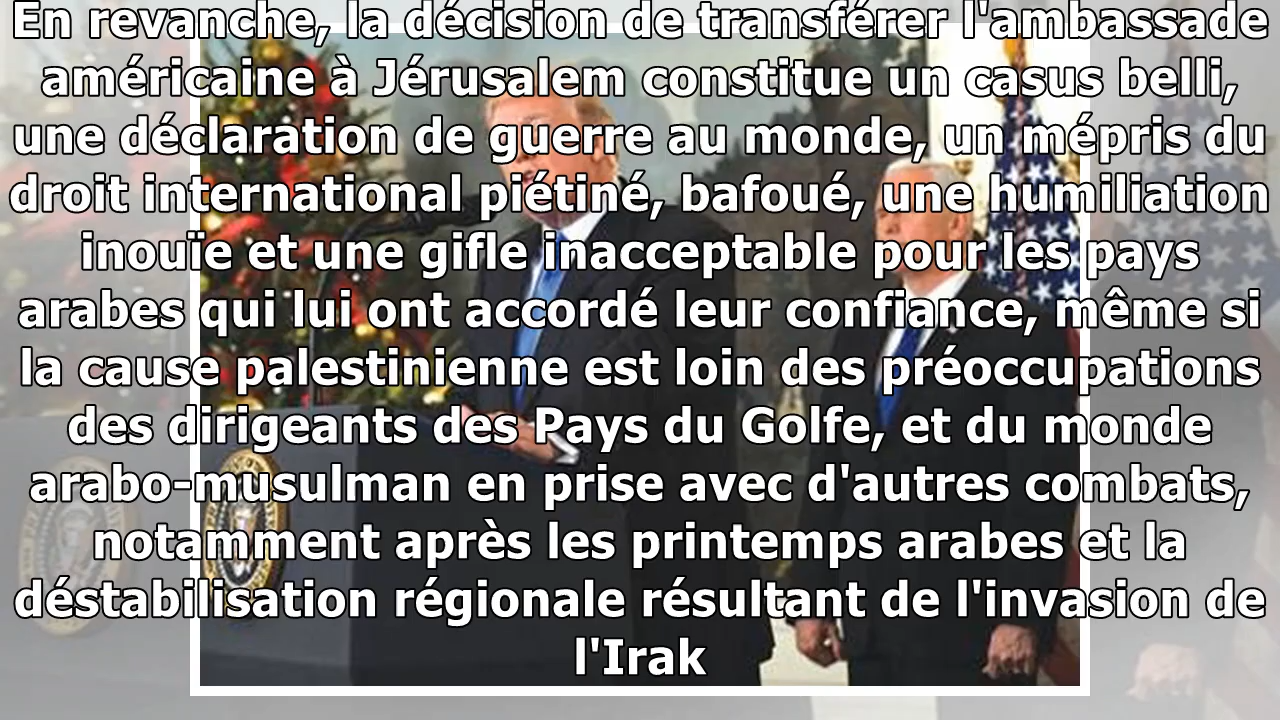 En revanche, la décision de transférer l'ambassade
américaine à Jérusalem constitue un casus belli,
une déclaration de guerre au monde, un mépris du
droit international piétiné, bafoué, une humiliation
inouïe et une gifle inacceptable pour les pays
arabes qui lui ont accordé leur confiance, même si
la cause palestinienne est loin des préoccupations
des dirigeants des Pays du Golfe, et du monde
arabo-musulman en prise avec d'autres combats,
notamment après les printemps arabes et la
déstabilisation régionale résultant de l'invasion de
l'Irak